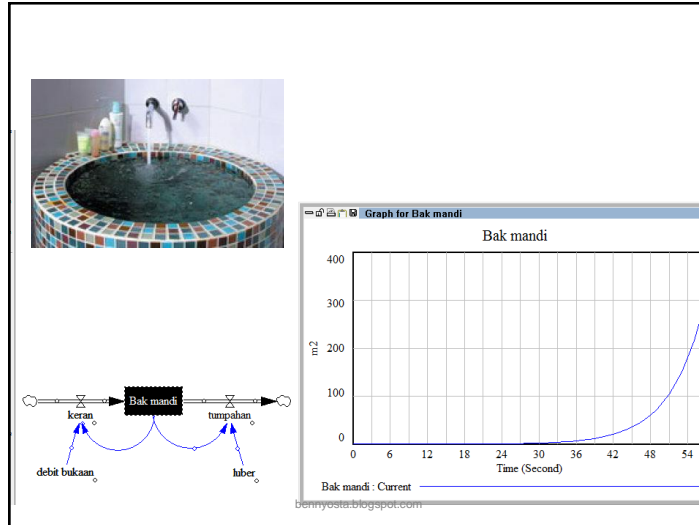 Graph for Bak mandi
Bak mandi
400
300
200
100
0
m2
0 6 12 18 24 30 36 42 48 54
Time (Second)
Bak mandi : Current
Bak mandi
keran
tumpahan
debit bukaan
luber
bennyosta.blogspot.com